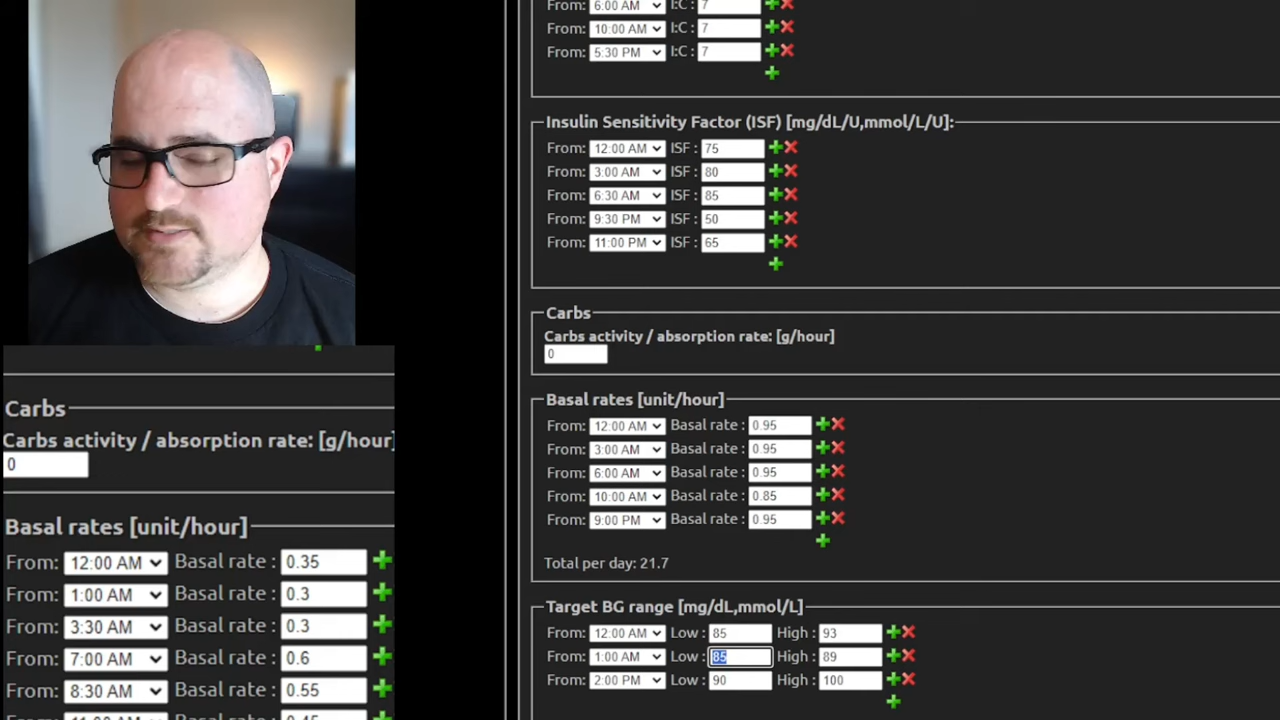 From: 6:00 AM I:C : 7
From: 10:00 AM I:C : 7
From: 5:30 PM I:C : 7
Insulin Sensitivity Factor (ISF) [mg/dL/U,mmol/L/U]:
From: 12:00 AM ISF : 75
From: 3:00 AM ISF : 80
From: 6:30 AM ISF : 85
From: 9:30 PM ISF : 50
From: 11:00 PM ISF : 65
Carbs
Carbs activity / absorption rate: [g/hour]
0
Basal rates [unit/hour]
From: 12:00 AM Basal rate : 0.95
From: 3:00 AM Basal rate : 0.95
From: 6:00 AM Basal rate : 0.95
From: 10:00 AM Basal rate : 0.85
From: 9:00 PM Basal rate : 0.95
Total per day: 21.7
Target BG range [mg/dL,mmol/L]
From: 12:00 AM Low : 85 High : 93
From: 1:00 AM Low : 85 High : 89
From: 2:00 PM Low : 90 High : 100
Carbs
Carbs activity / absorption rate: [g/hour]
0
Basal rates [unit/hour]
From: 12:00 AM Basal rate : 0.35
From: 1:00 AM Basal rate : 0.3
From: 3:30 AM Basal rate : 0.3
From: 7:00 AM Basal rate : 0.6
From: 8:30 AM Basal rate : 0.55